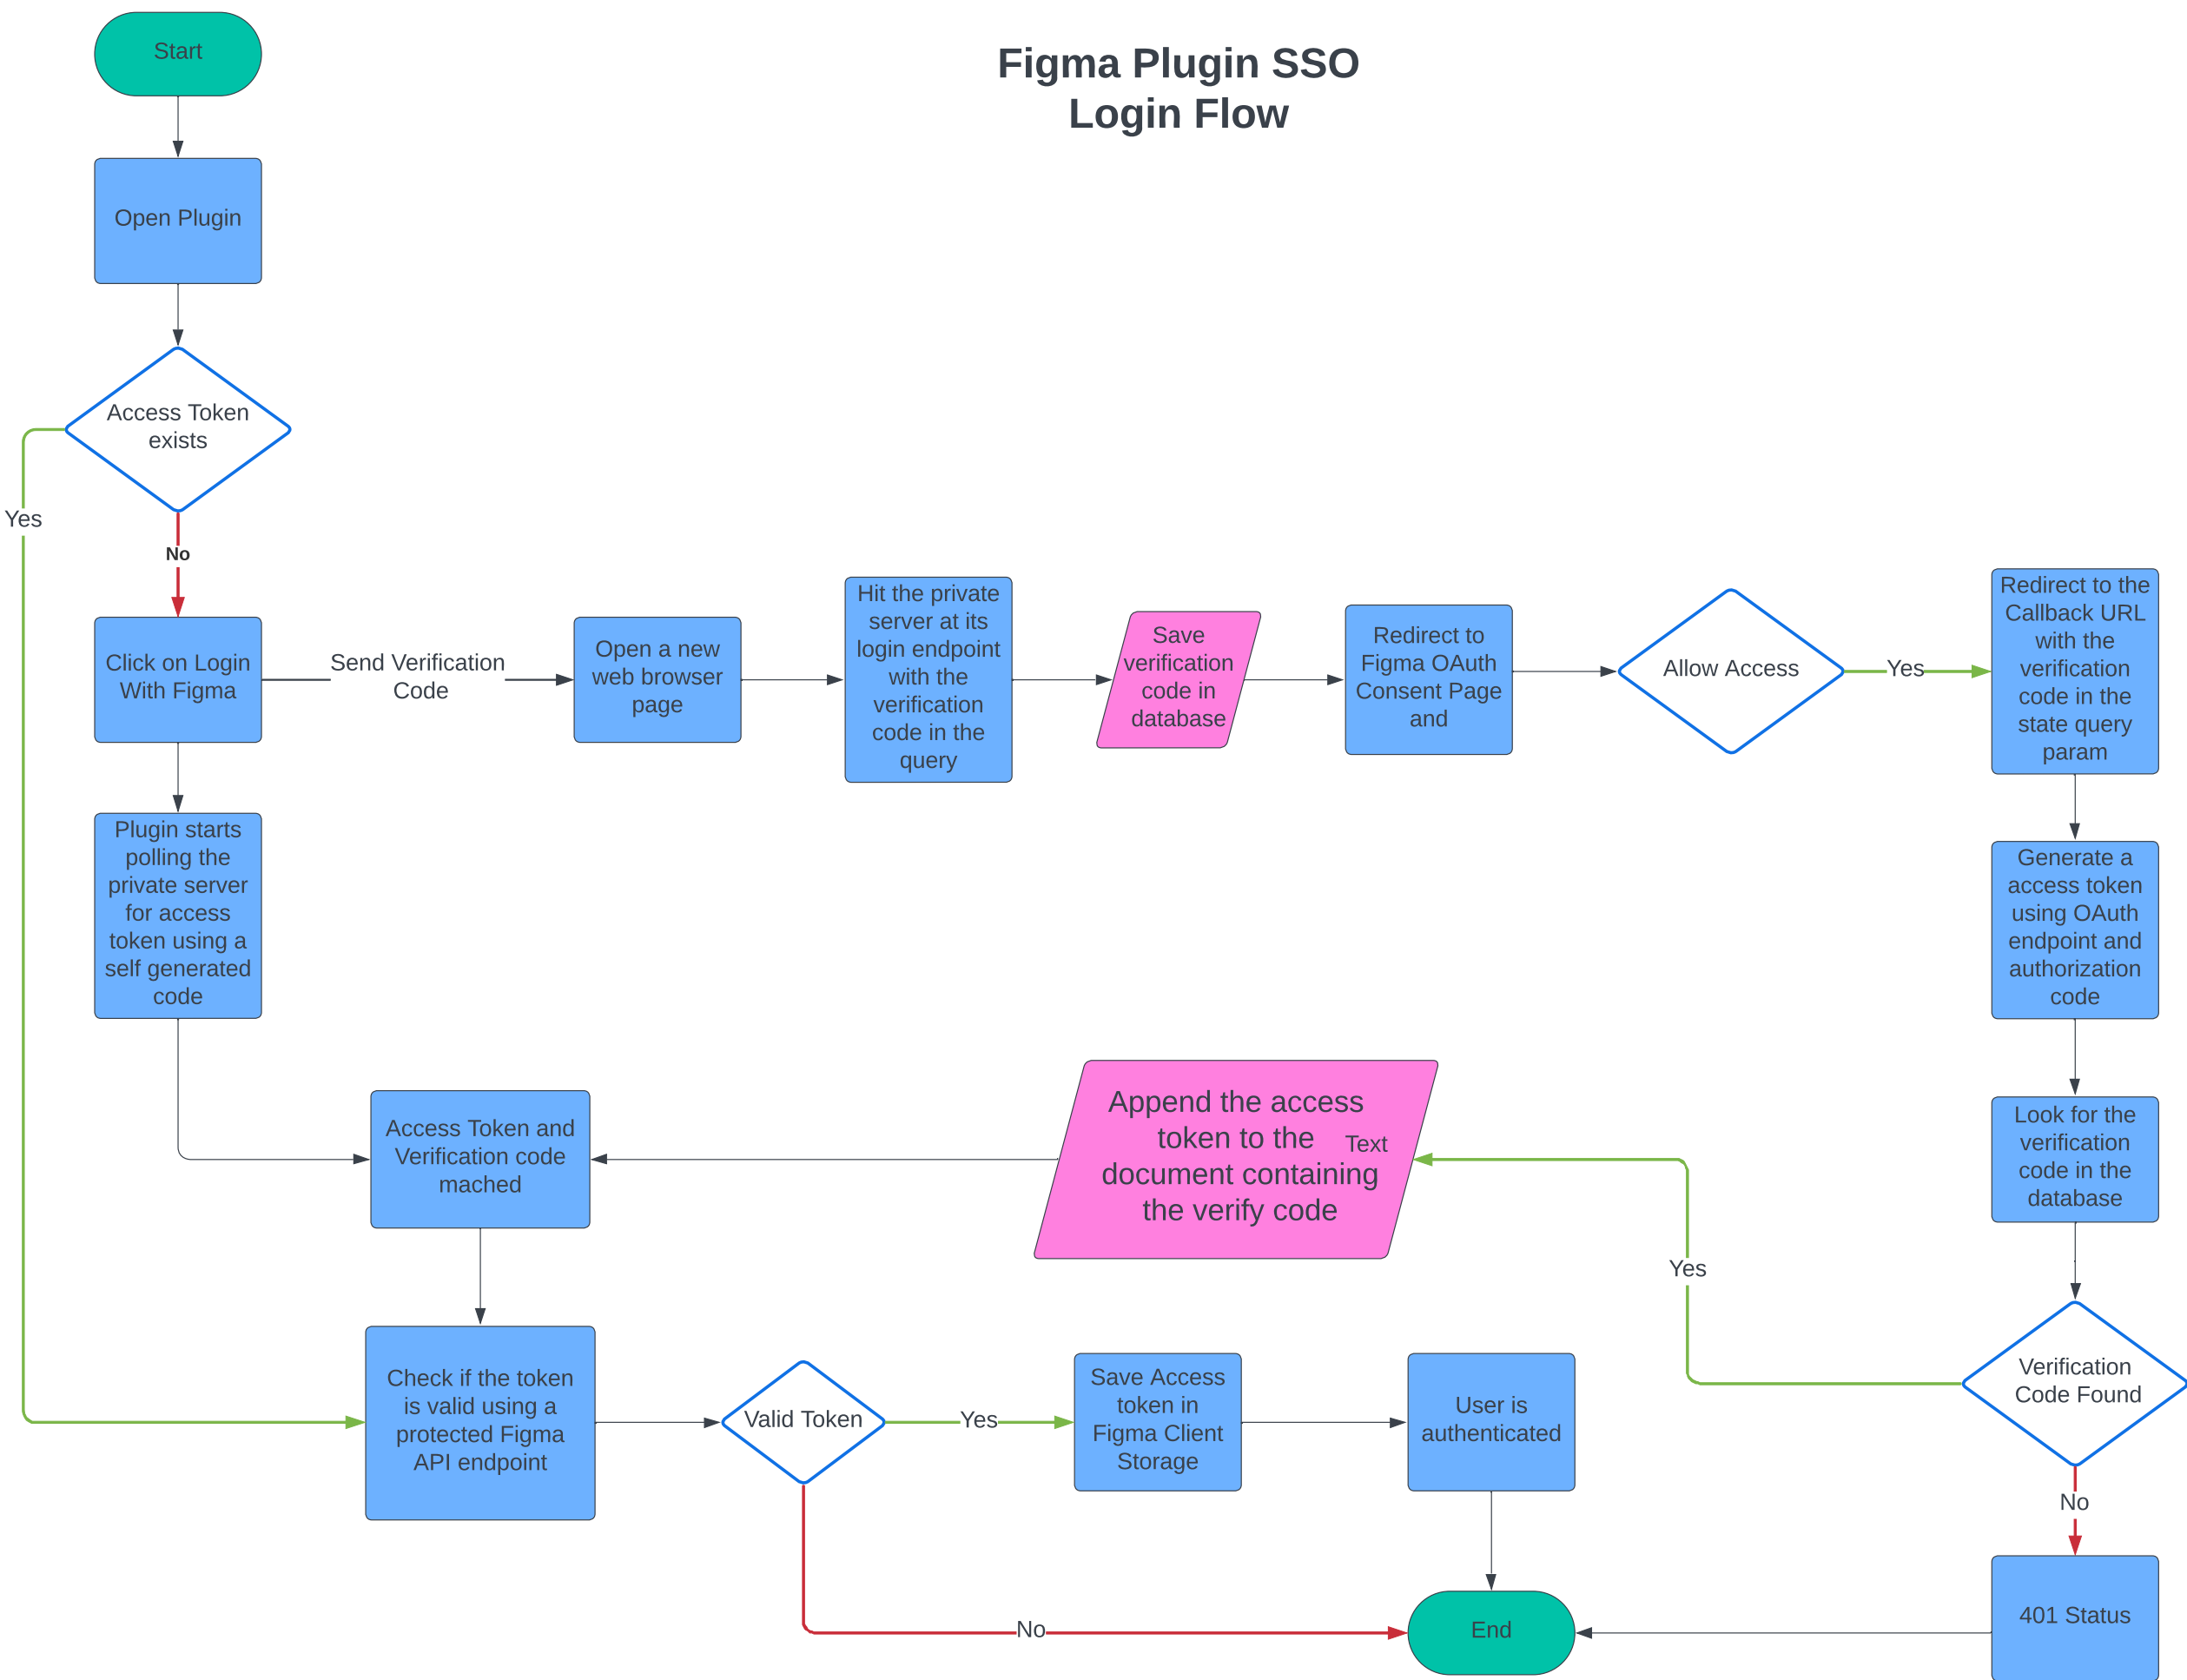 Figma Plugin SSO
Login Flow
Start
Open Plugin
Access Token
exists
Yes
No
Click on Login
With Figma
Send Verification
Code
Open a new
web browser
page
Hit the private
server at its
login endpoint
with the
verification
code in the
query
Save
verification
code in
database
Redirect to
Figma OAuth
Consent Page
and
Allow Access
Yes
Redirect to the
Callback URL
with the
verification
code in the
state query
param
Plugin starts
polling the
private server
for access
token using a
self generated
code
Generate a
access token
using OAuth
endpoint and
authorization
code
Access Token and
Verification code
mached
Append the access
token to the
document containing
the verify code
Text
Look for the
verification
code in the
database
Yes
Verification
Code Found
Check if the token
is valid using a
protected Figma
API endpoint
Valid Token
Yes
Save Access
token in
Figma Client
Storage
User is
authenticated
No
No
End
401 Status